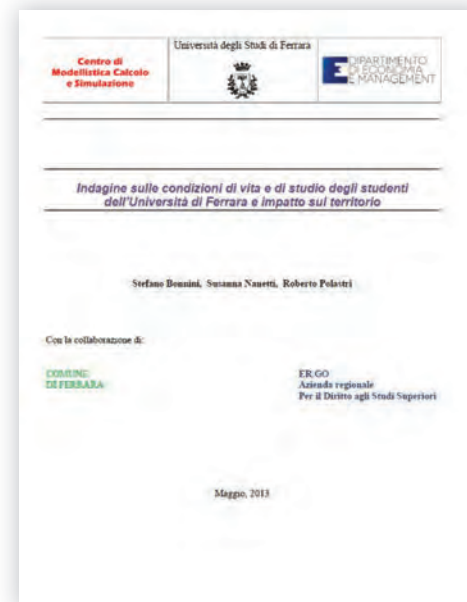 Centro di
Modellistica Calcolo
e Simulazione
Università degli Studi di Ferrara
DIPARTIMENTO
DI ECONOMIA
E MANAGEMENT
Indagine sulle condizioni di vita e di studio degli studenti
dell'Università di Ferrara e impatto sul territorio
Stefano Bonnini, Susanna Nanetti, Roberto Polastri
Con la collaborazione di:
COMUNE
DI FERRARA
ER.GO
Azienda regionale
Per il Diritto agli Studi Superiori
Maggio, 2013